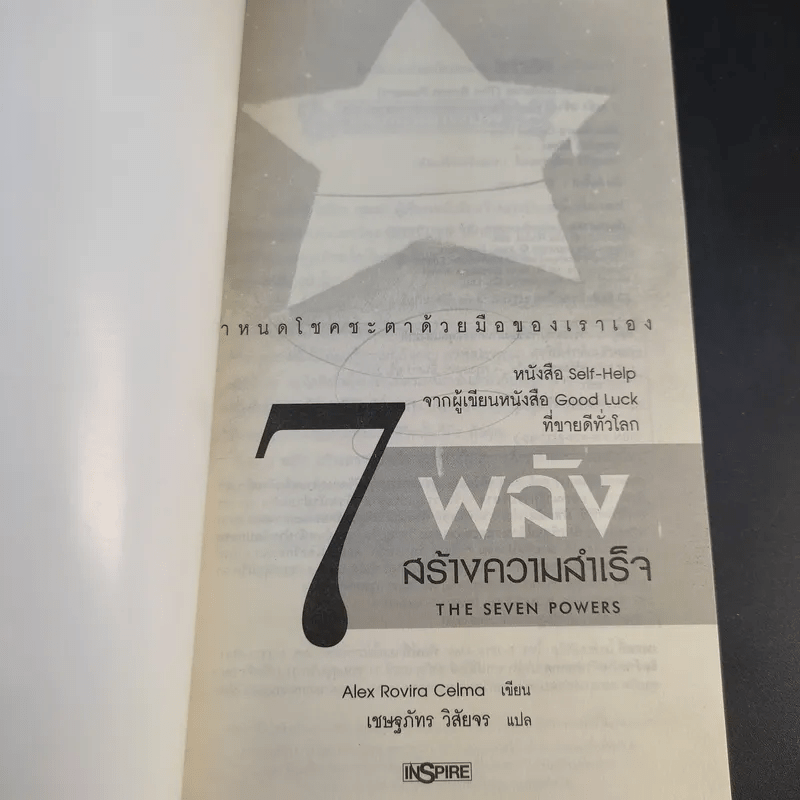 ำหนดโชคชะตาด้วยมือของเราเอง
หนังสือ Self-Help
จากผู้เขียนหนังสือ Good Luck
ที่ขายดีทั่วโลก
7 พลัง
สร้างความสำเร็จ
THE SEVEN POWERS
Alex Rovira Celma เขียน
เชษฐภัทร วิสัยจร แปล
INSPIRE